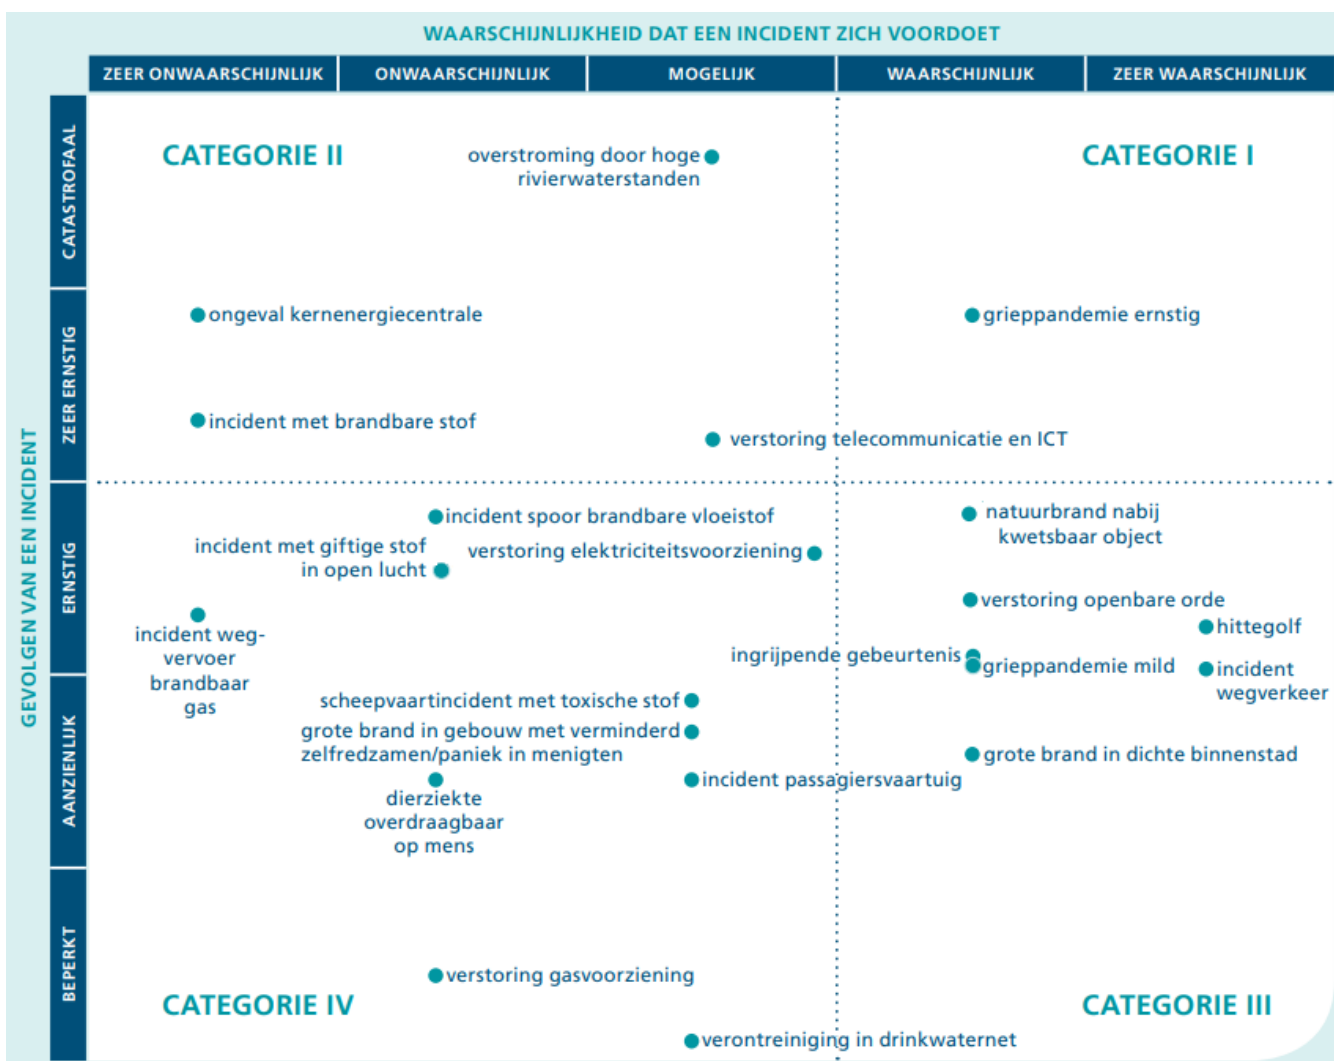 WAARSCHIJNLIJKHEID DAT EEN INCIDENT ZICH VOORDOET
ZEER ONWAARSCHIJNLIJK
ONWAARSCHIJNLIJK
MOGELIJK
WAARSCHIJNLIJK
ZEER WAARSCHIJNLIJK
GEVOLGEN VAN EEN INCIDENT
CATASTROFAAL
CATEGORIE II
overstroming door hoge
rivierwaterstanden
CATEGORIE I
ZEER ERNSTIG
ongeval kernenergiecentrale
grieppandemie ernstig
incident met brandbare stof
verstoring telecommunicatie en ICT
ERNSTIG
incident spoor brandbare vloeistof
natuurbrand nabij
kwetsbaar object
incident met giftige stof
in open lucht
verstoring elektriciteitsvoorziening
verstoring openbare orde
incident weg-
vervoer
brandbaar
gas
hittegolf
ingrijpende gebeurtenis
grieppandemie mild
incident
wegverkeer
AANZIENLIJK
scheepvaartincident met toxische stof
grote brand in gebouw met verminderd
zelfredzamen/paniek in menigten
grote brand in dichte binnenstad
dierziekte
overdraagbaar
op mens
incident passagiersvaartuig
BEPERKT
verstoring gasvoorziening
CATEGORIE IV
CATEGORIE III
verontreiniging in drinkwaternet